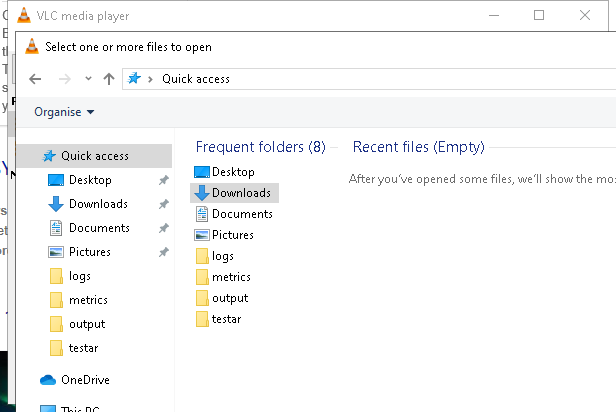 VLC media player
Select one or more files to open
Quick access
Organise
Frequent folders (8)
Recent files (Empty)
Quick access
Desktop
Downloads
Documents
Pictures
logs
metrics
output
testar
OneDrive
This PC
Desktop
Downloads
Documents
Pictures
logs
metrics
output
testar
After you've opened some files, we'll show the mos